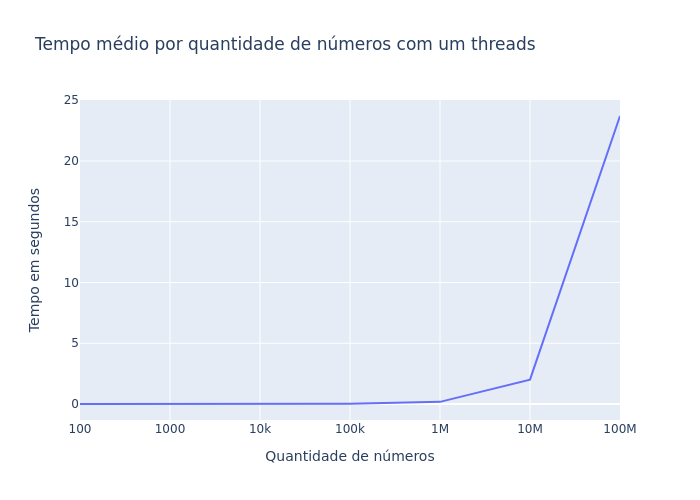 Tempo médio por quantidade de números com um threads
25
20
15
10
5
0
Tempo em segundos
100 1000 10k 100k 1M 10M 100M
Quantidade de números